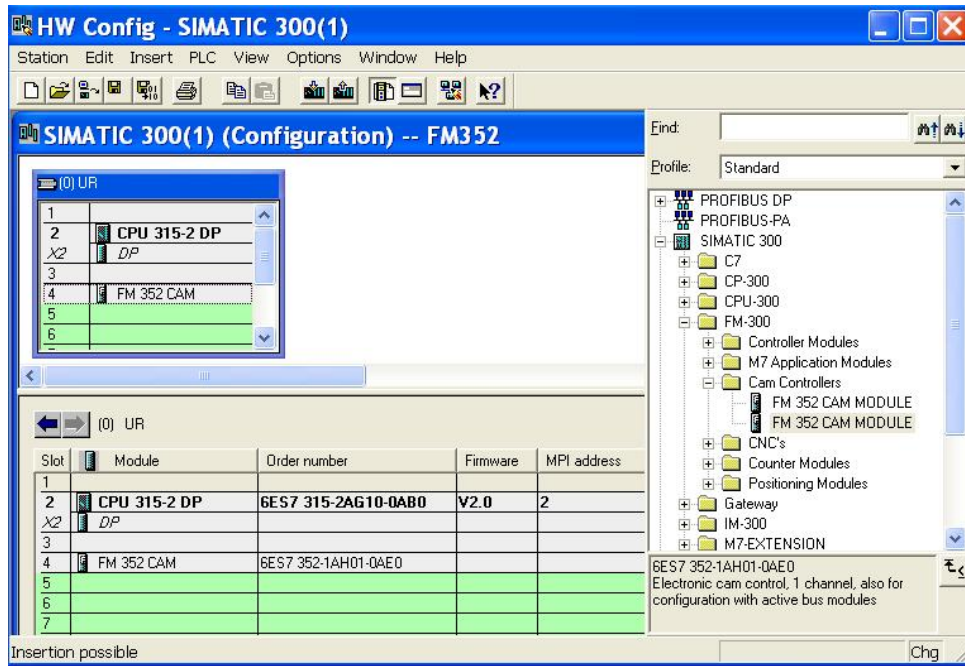 HW Config - SIMATIC 300(1)
Station Edit Insert PLC View Options Window Help
SIMATIC 300(1) (Configuration) -- FM352
(0) UR
1
2 CPU 315-2 DP
X2 DP
3
4 FM 352 CAM
5
6
Find:
Profile: Standard
PROFIBUS DP
PROFIBUS-PA
SIMATIC 300
C7
CP-300
CPU-300
FM-300
Controller Modules
M7 Application Modules
Cam Controllers
FM 352 CAM MODULE
FM 352 CAM MODULE
CNC's
Counter Modules
Positioning Modules
Gateway
IM-300
M7-EXTENSION
6ES7 352-1AH01-0AE0
Electronic cam control, 1 channel, also for
configuration with active bus modules
(0) UR
Slot Module Order number Firmware MPI address
1
2 CPU 315-2 DP 6ES7 315-2AG10-0AB0 V2.0 2
X2 DP
3
4 FM 352 CAM 6ES7 352-1AH01-0AE0
5
6
7
Insertion possible Chg